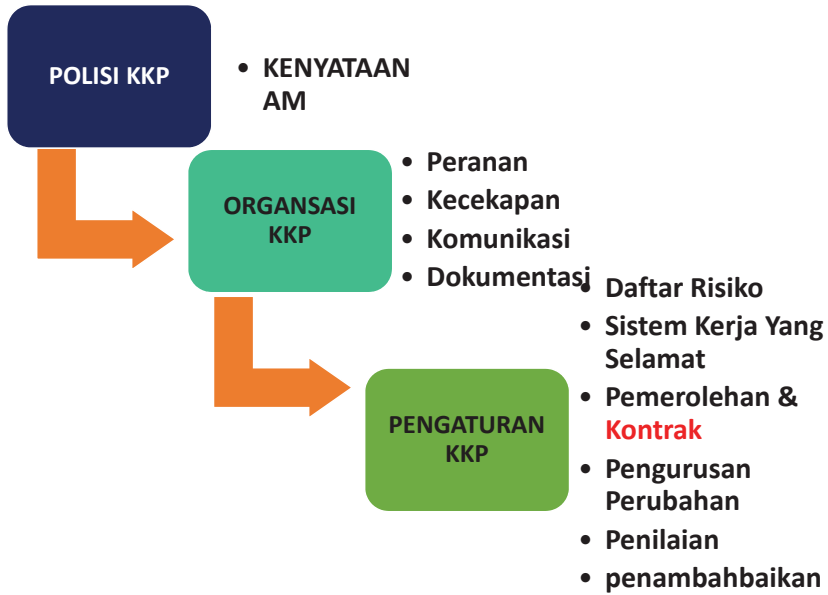 POLISI KKP
• KENYATAAN
AM
ORGANSASI
KKP
• Peranan
• Kecekapan
• Komunikasi
• Dokumentasi
PENGATURAN
KKP
• Daftar Risiko
• Sistem Kerja Yang
Selamat
• Pemerolehan &
Kontrak
• Pengurusan
Perubahan
• Penilaian
• penambahbaikan